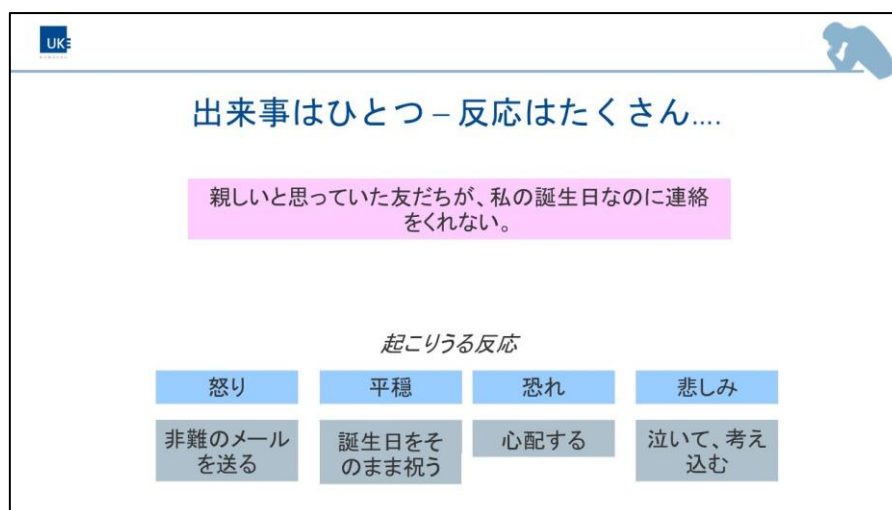 UKE
出来事はひとつ – 反応はたくさん....
親しいと思っていた友だちが、私の誕生日なのに連絡
をくれない。
起こりうる反応
怒り
平穏
恐れ
悲しみ
非難のメール
を送る
誕生日をそ
のまま祝う
心配する
泣いて、考え
込む